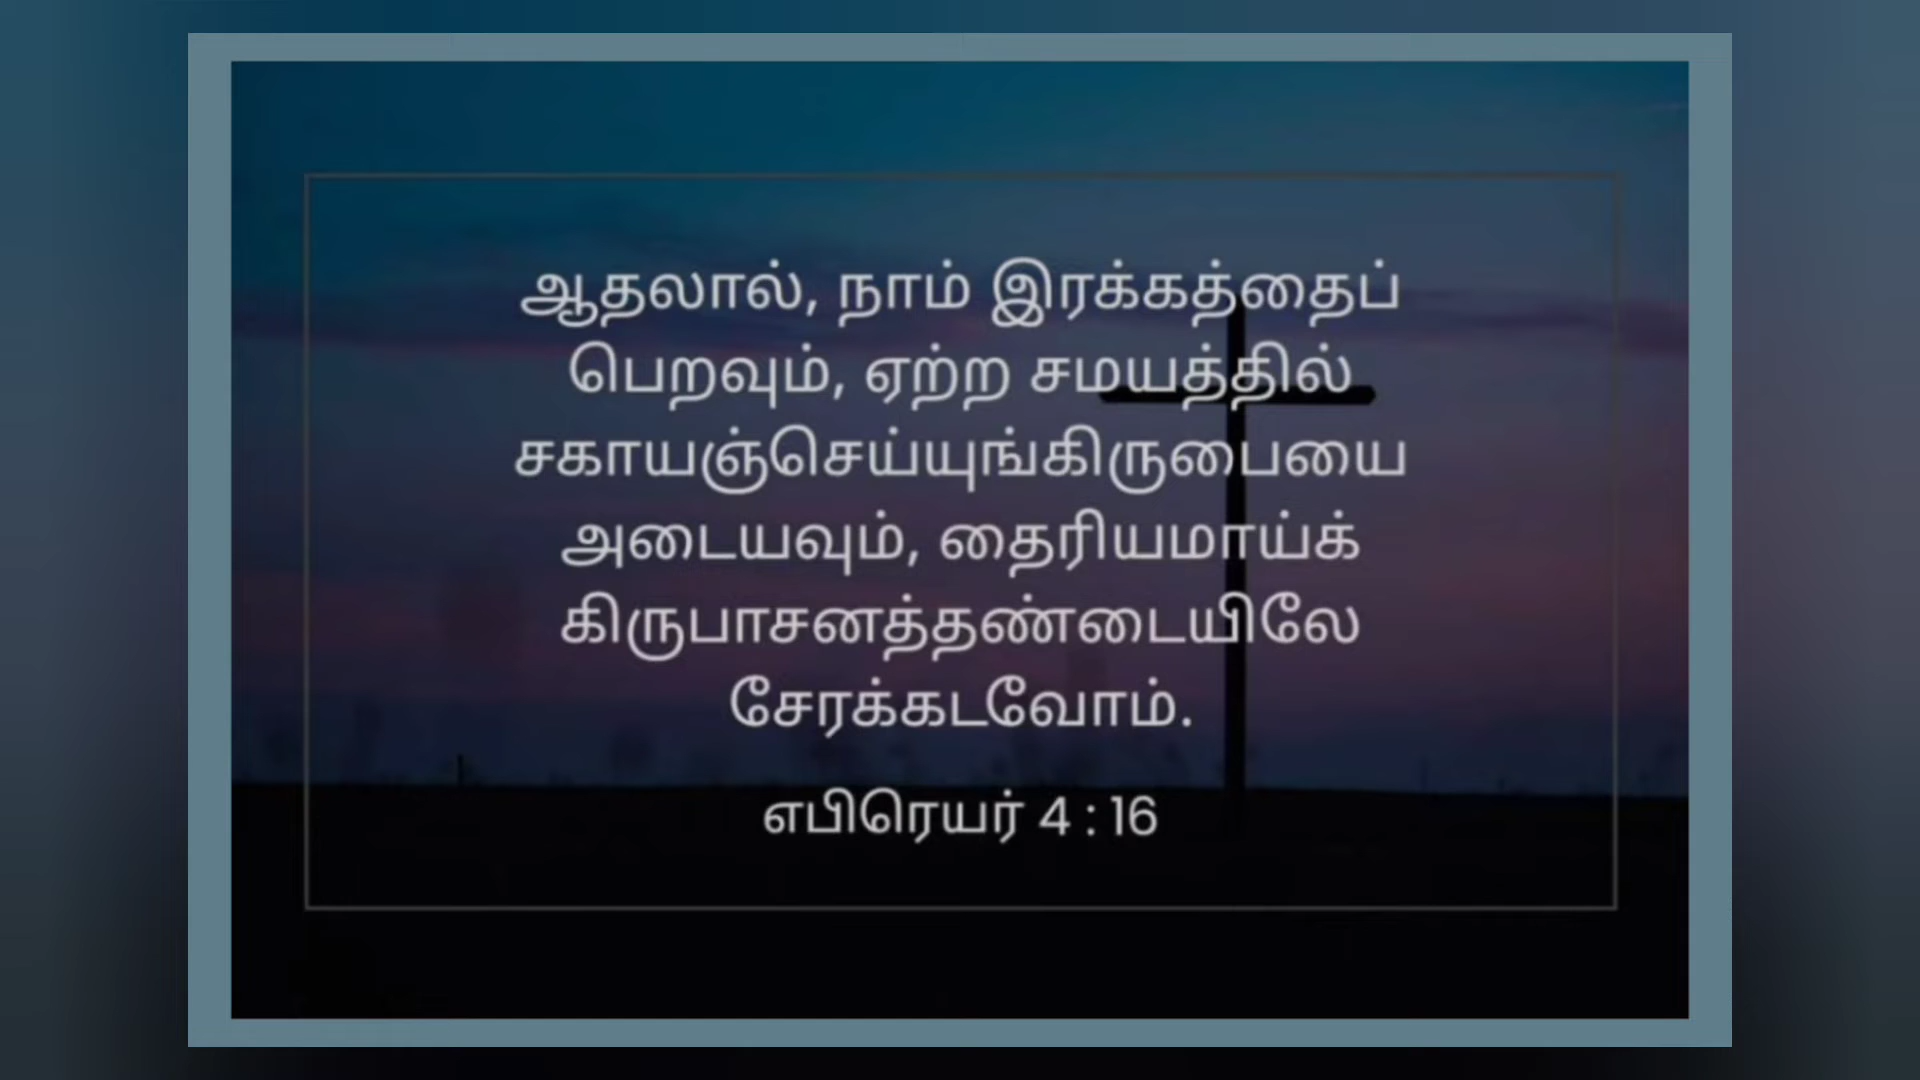 ஆதலால், நாம் இரக்கத்தைப்
பெறவும், ஏற்ற சமயத்தில்
சகாயஞ்செய்யுங்கிருபையை
அடையவும், தைரியமாய்க்
கிருபாசனத்தண்டையிலே
சேரக்கடவோம்.
எபிரெயர் 4 : 16